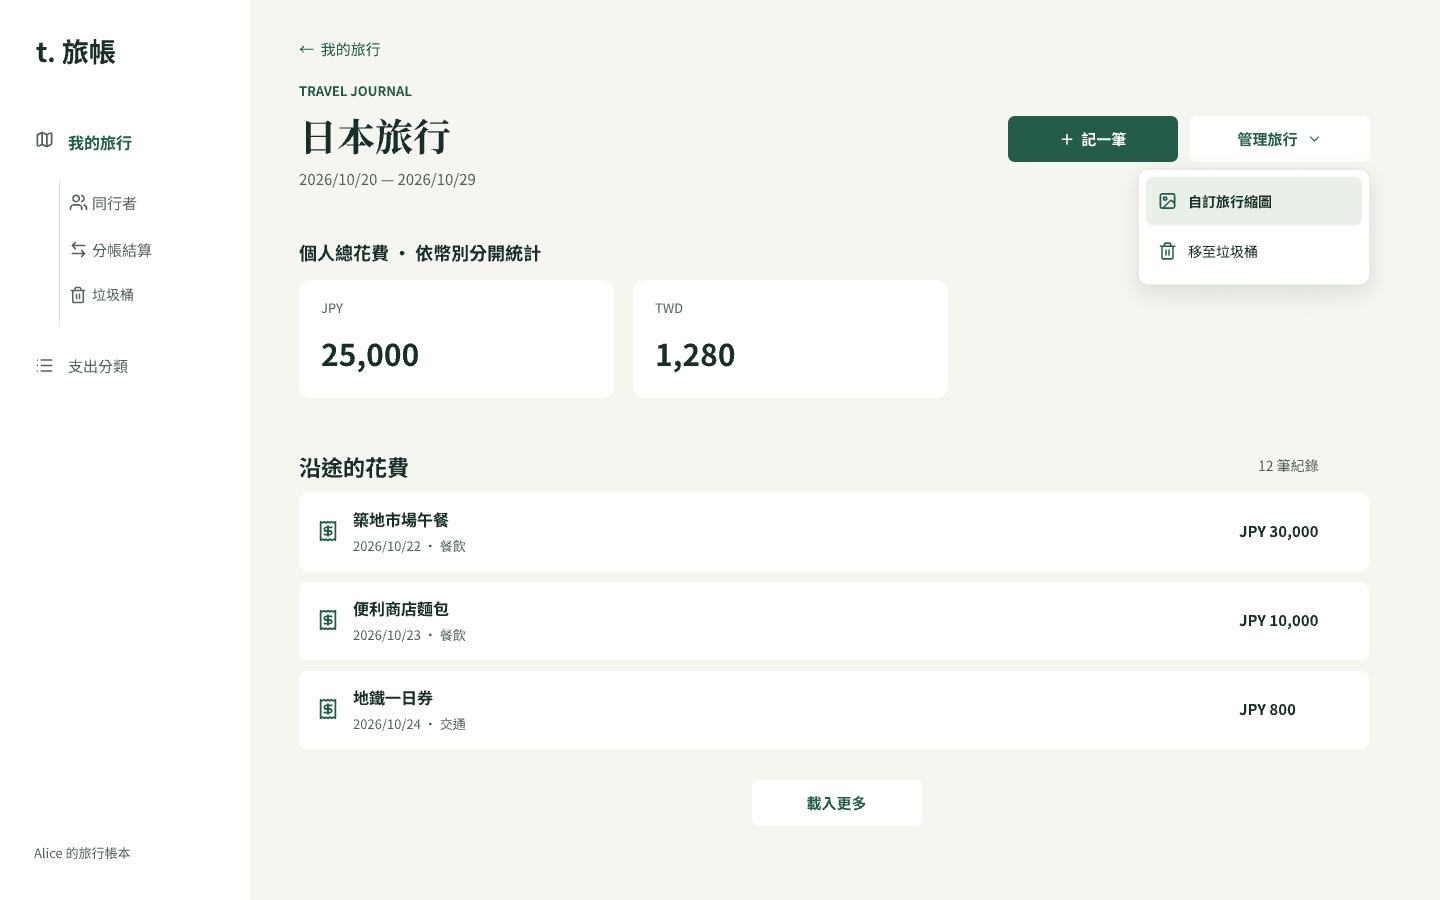 t. 旅帳
我的旅行
同行者
分帳結算
垃圾桶
支出分類
Alice 的旅行帳本
← 我的旅行
TRAVEL JOURNAL
日本旅行
2026/10/20 — 2026/10/29
+ 記一筆
管理旅行
自訂旅行縮圖
移至垃圾桶
個人總花費 · 依幣別分開統計
JPY
25,000
TWD
1,280
沿途的花費
12 筆紀錄
築地市場午餐
2026/10/22 · 餐飲
JPY 30,000
便利商店麵包
2026/10/23 · 餐飲
JPY 10,000
地鐵一日券
2026/10/24 · 交通
JPY 800
載入更多